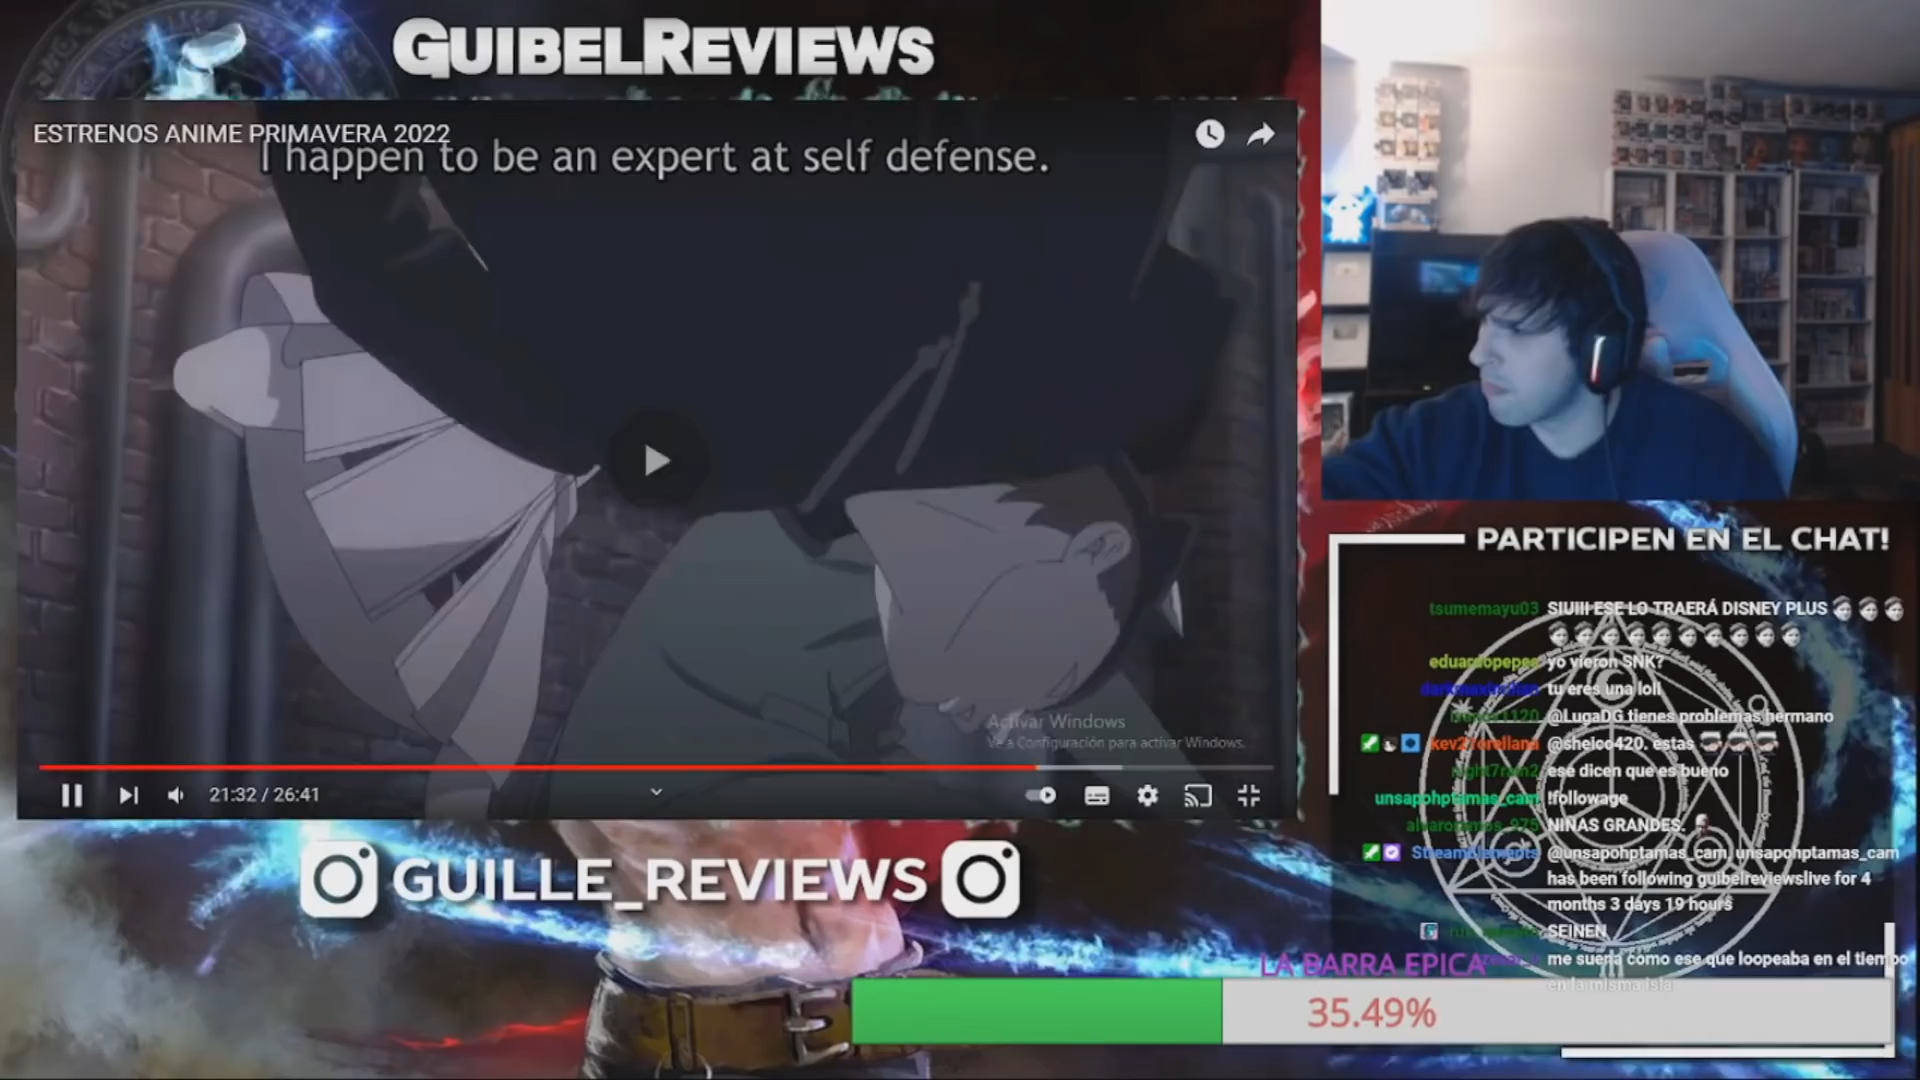 GUIBELREVIEWS
ESTRENOS ANIME PRIMAVERA 2022
I happen to be an expert at self defense.
Activar Windows
Ve a Configuración para activar Windows.
21:32 / 26:41
GUILLE_REVIEWS
PARTICIPEN EN EL CHAT!
tsumemayu03 SIUIII ESE LO TRAERÁ DISNEY PLUS
eduardopepee yo vieron SNK?
tu eres una loli
@LugaDG tienes problemas hermano
@shelco420. estas
ese dicen que es bueno
unsapohptamas_cam !followage
NIÑAS GRANDES.
StreamElements @unsapohptamas_cam, unsapohptamas_cam
has been following guibelreviewslive for 4
months 3 days 19 hours
SEINEN
me suena como ese que loopeaba en el tiempo
en la misma isla
LA BARRA EPICA
35.49%